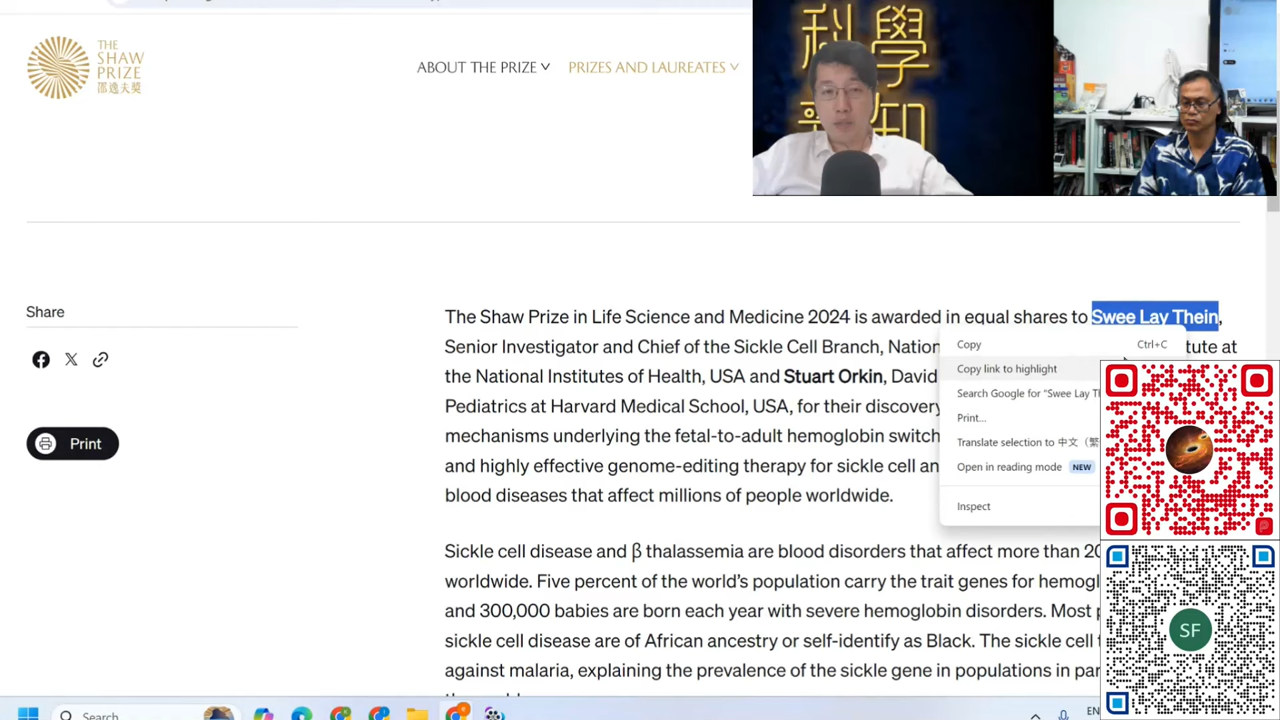 THE
SHAW
PRIZE
邵逸夫獎
ABOUT THE PRIZE
PRIZES AND LAUREATES
科學
知
Share
Print
The Shaw Prize in Life Science and Medicine 2024 is awarded in equal shares to Swee Lay Thein,
Senior Investigator and Chief of the Sickle Cell Branch, Nation tute at
the National Institutes of Health, USA and Stuart Orkin, David
Pediatrics at Harvard Medical School, USA, for their discovery
mechanisms underlying the fetal-to-adult hemoglobin switch
and highly effective genome-editing therapy for sickle cell an
blood diseases that affect millions of people worldwide.
Copy Ctrl+C
Copy link to highlight
Search Google for “Swee Lay Th
Print...
Translate selection to 中文（繁
Open in reading mode NEW
Inspect
Sickle cell disease and β thalassemia are blood disorders that affect more than 20
worldwide. Five percent of the world’s population carry the trait genes for hemogl
and 300,000 babies are born each year with severe hemoglobin disorders. Most p
sickle cell disease are of African ancestry or self-identify as Black. The sickle cell t
against malaria, explaining the prevalence of the sickle gene in populations in par
SF
Search
EN